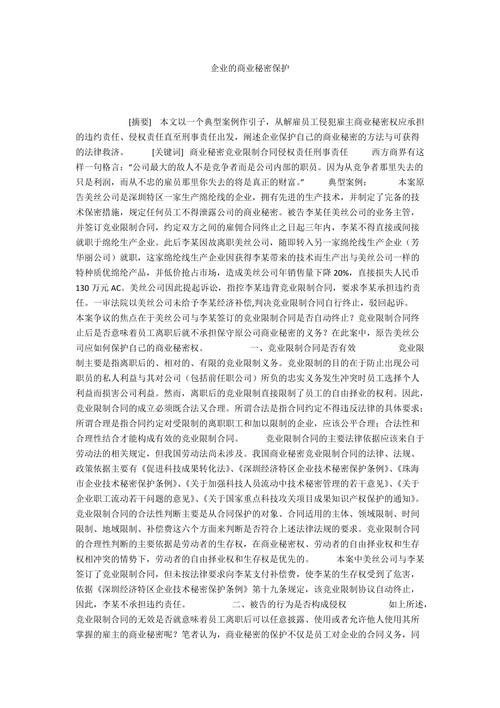 企业的商业秘密保护
[摘要] 本文以一个典型案例作引子，从解雇员工侵犯雇主商业秘密权应承担
的违约责任、侵权责任直至刑事责任出发，阐述企业保护自己的商业秘密的方法与可获得
的法律救济。 [关键词] 商业秘密竞业限制合同侵权责任刑事责任 西方商界有这
样一句格言：“公司最大的敌人不是竞争者而是公司内部的职员。因为从竞争者那里失去的
只是利润，而从不忠的雇员那里你失去的将是真正的财富。” 典型案例： 本案原
告美丝公司是深圳特区一家生产绵纶线的企业，拥有先进的生产技术，并制定了完备的技
术保密措施，规定任何员工不得泄露公司的商业秘密。被告李某任美丝公司的业务主管，
并签订竞业限制合同，约定双方之间的雇佣合同终止之日起三年内，李某不得直接或间接
就职于绵纶生产企业。此后李某因故离职美丝公司，随即转入另一家绵纶线生产企业（芳
华丽公司）就职，这家绵纶线生产企业因获得李某带来的技术而生产出与美丝公司一样的
特种质优绵纶产品，并低价抢占市场，造成美丝公司年销售量下降 20%，直接损失人民币
130 万元 AC。美丝公司因此提起诉讼，指控李某违背竞业限制合同，要求李某承担违约责
任。一审法院以美丝公司未给予李某经济补偿,判决竞业限制合同自行终止，驳回起诉。
本案争议的焦点在于美丝公司与李某签定的竞业限制合同是否自动终止？竞业限制合同终
止后是否意味着员工离职后就不承担保守原公司商业秘密的义务？在此案中，原告美丝公
司应如何保护自己的商业秘密权。 一、竞业限制合同是否有效 竞业限
制主要是指离职后的、相对的、有限的竞业限制义务。竞业限制的目的在于防止出现公司
职员的私人利益与其对公司（包括前任职公司）所负的忠实义务发生冲突时员工选择个人
利益而损害公司利益。然而，离职后的竞业限制直接限制了员工的自由择业的权利。因此，
竞业限制合同的成立必须既合法又合理。所谓合法是指合同约定不得违反法律的具体要求；
所谓合理是指合同约定对受限制的离职职工和加以限制的企业，应该公平合理；合法性和
合理性结合才能构成有效的竞业限制合同。 竞业限制合同的主要法律依据应该来自于
劳动法的相关规定，但我国劳动法尚未涉及。我国商业秘密竞业限制合同的法律、法规、
政策依据主要有《促进科技成果转化法》、《深圳经济特区企业技术秘密保护条例》、《珠海
市企业技术秘密保护条例》、《关于加强科技人员流动中技术秘密管理的若干意见》、《关于
企业职工流动若干问题的意见》、《关于国家重点科技攻关项目成果知识产权保护的通知》。
竞业限制合同的合法性判断主要是从合同保护的对象、合同适用的主体、领域限制、时间
限制、地域限制、补偿费这六个方面来判断是否符合上述法律法规的要求。竞业限制合同
的合理性判断的主要依据是劳动者的生存权，在商业秘密权、劳动者的自由择业权和生存
权相冲突的情势下，劳动者的自由择业权和生存权是优先的。 本案中美丝公司与李某
签订了竞业限制合同，但未按法律要求向李某支付补偿费，使李某的生存权受到了危害，
依据《深圳经济特区企业技术秘密保护条例》第十九条规定，该竞业限制协议自动终止，
因此，李某不承担违约责任。 二、被告的行为是否构成侵权 如上所述，
竞业限制合同的无效是否就意味着员工离职后可以任意披露、使用或者允许他人使用其所
掌握的雇主的商业秘密呢？笔者认为，商业秘密的保护不仅是员工对企业的合同义务，同